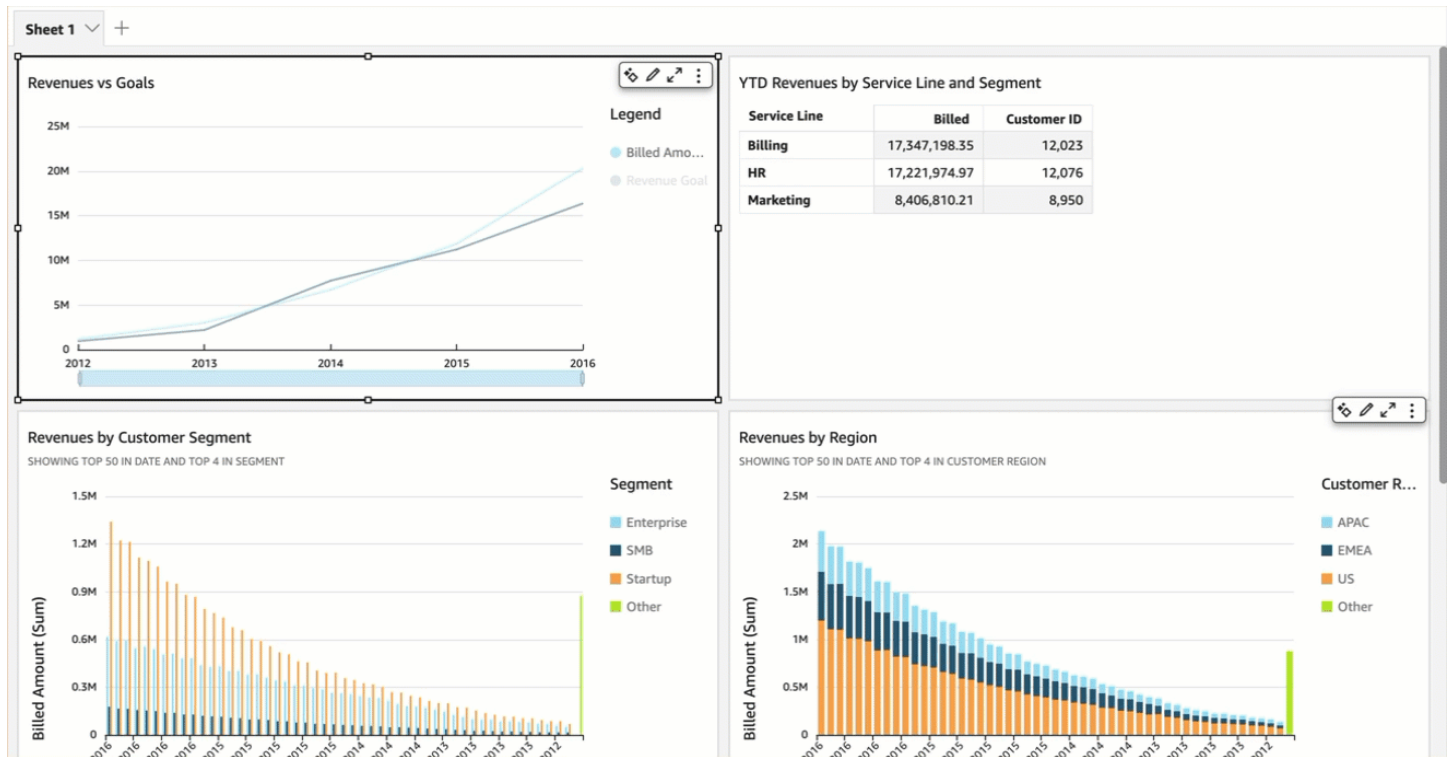 Sheet 1
Revenues vs Goals
Legend
25M
Billed Amo...
20M
Revenue Goal
15M
10M
5M
0
2012 2013 2014 2015 2016
YTD Revenues by Service Line and Segment
Service Line Billed Customer ID
Billing 17,347,198.35 12,023
HR 17,221,974.97 12,076
Marketing 8,406,810.21 8,950
Revenues by Customer Segment
SHOWING TOP 50 IN DATE AND TOP 4 IN SEGMENT
Segment
1.5M
Enterprise
1.2M
SMB
Startup
0.9M
Other
0.6M
0.3M
0
Billed Amount (Sum)
Revenues by Region
SHOWING TOP 50 IN DATE AND TOP 4 IN CUSTOMER REGION
Customer R...
2.5M
APAC
2M
EMEA
US
1.5M
Other
1M
0.5M
0
Billed Amount (Sum)